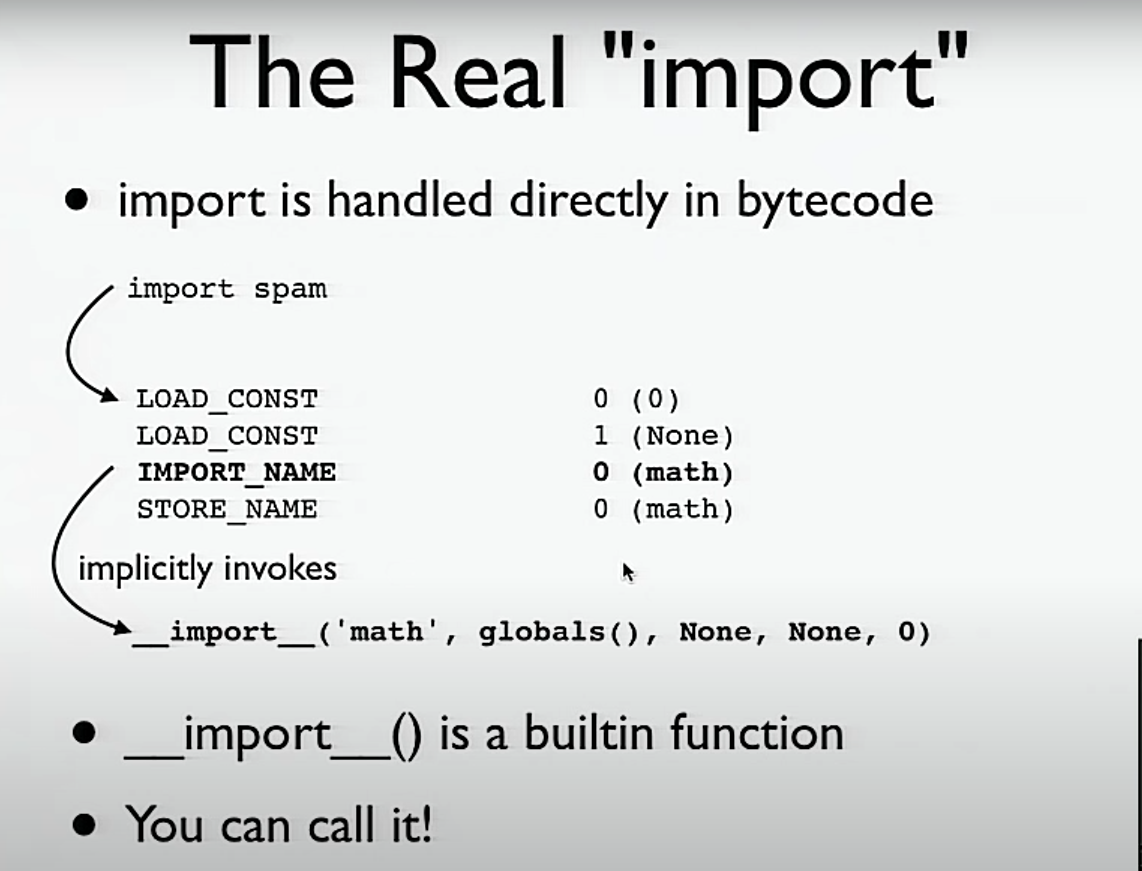 The Real "import"
● import is handled directly in bytecode
import spam
LOAD_CONST 0 (0)
LOAD_CONST 1 (None)
IMPORT_NAME 0 (math)
STORE_NAME 0 (math)
implicitly invokes
__import__('math', globals(), None, None, 0)
● __import__() is a builtin function
● You can call it!